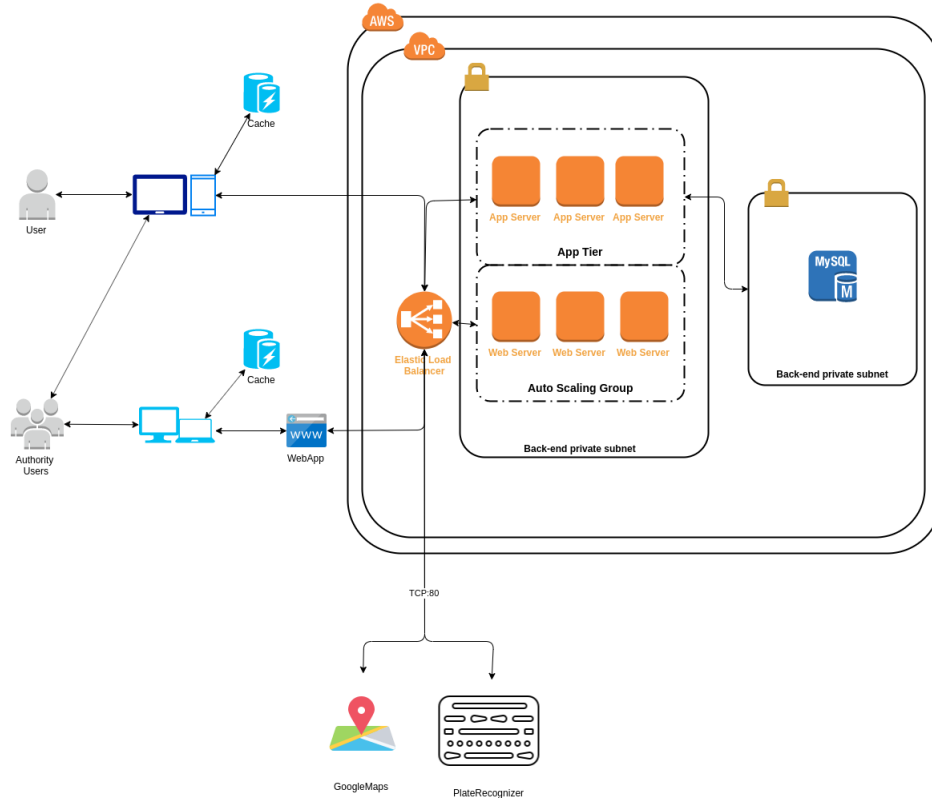 AWS
VPC
Cache
User
App Server
App Server
App Server
App Tier
MySQL
M
Elastic Load
Balancer
Web Server
Web Server
Web Server
Back-end private subnet
Cache
Auto Scaling Group
WWW
Back-end private subnet
Authority
Users
WebApp
TCP:80
GoogleMaps
PlateRecognizer